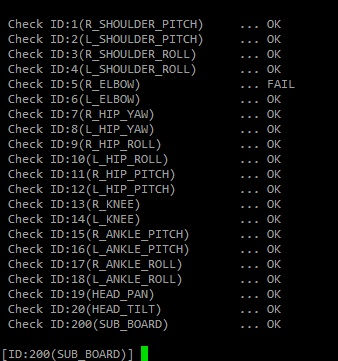 Check ID:1(R_SHOULDER_PITCH) ... OK
Check ID:2(L_SHOULDER_PITCH) ... OK
Check ID:3(R_SHOULDER_ROLL) ... OK
Check ID:4(L_SHOULDER_ROLL) ... OK
Check ID:5(R_ELBOW) ... FAIL
Check ID:6(L_ELBOW) ... OK
Check ID:7(R_HIP_YAW) ... OK
Check ID:8(L_HIP_YAW) ... OK
Check ID:9(R_HIP_ROLL) ... OK
Check ID:10(L_HIP_ROLL) ... OK
Check ID:11(R_HIP_PITCH) ... OK
Check ID:12(L_HIP_PITCH) ... OK
Check ID:13(R_KNEE) ... OK
Check ID:14(L_KNEE) ... OK
Check ID:15(R_ANKLE_PITCH) ... OK
Check ID:16(L_ANKLE_PITCH) ... OK
Check ID:17(R_ANKLE_ROLL) ... OK
Check ID:18(L_ANKLE_ROLL) ... OK
Check ID:19(HEAD_PAN) ... OK
Check ID:20(HEAD_TILT) ... OK
Check ID:200(SUB_BOARD) ... OK
[ID:200(SUB_BOARD)]